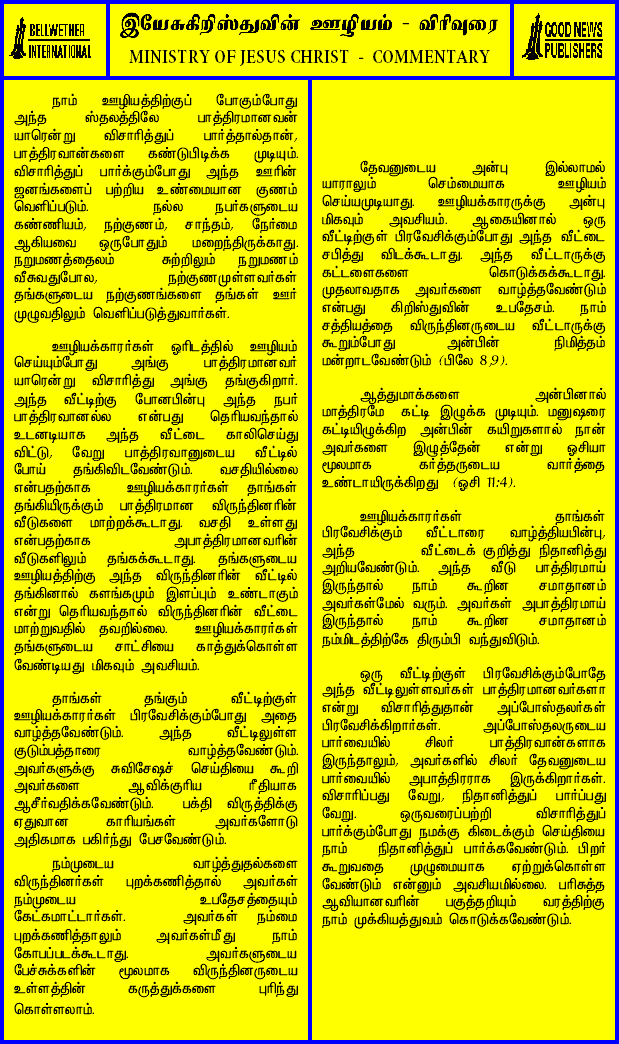 BELLWETHER
INTERNATIONAL
இயேசுகிறிஸ்துவின் ஊழியம் - விரிவுரை
MINISTRY OF JESUS CHRIST - COMMENTARY
GOOD NEWS
PUBLISHERS
நாம் ஊழியத்திற்குப் போகும்போது
அந்த ஸ்தலத்திலே பாத்திரமானவன்
யாரென்று விசாரித்துப் பார்த்தால்தான்,
பாத்திரவான்களை கண்டுபிடிக்க முடியும்.
விசாரித்துப் பார்க்கும்போது அந்த ஊரின்
ஜனங்களைப் பற்றிய உண்மையான குணம்
வெளிப்படும். நல்ல நபர்களுடைய
கண்ணியம், நற்குணம், சாந்தம், நேர்மை
ஆகியவை ஒருபோதும் மறைந்திருக்காது.
நறுமணத்தைலம் சுற்றிலும் நறுமணம்
வீசுவதுபோல, நற்குணமுள்ளவர்கள்
தங்களுடைய நற்குணங்களை தங்கள் ஊர்
முழுவதிலும் வெளிப்படுத்துவார்கள்.
ஊழியக்காரர்கள் ஓரிடத்தில் ஊழியம்
செய்யும்போது அங்கு பாத்திரமானவர்
யாரென்று விசாரித்து அங்கு தங்குகிறார்.
அந்த வீட்டிற்கு போனபின்பு அந்த நபர்
பாத்திரவானல்ல என்பது தெரியவந்தால்
உடனடியாக அந்த வீட்டை காலிசெய்து
விட்டு, வேறு பாத்திரவானுடைய வீட்டில்
போய் தங்கிவிடவேண்டும். வசதியில்லை
என்பதற்காக ஊழியக்காரர்கள் தாங்கள்
தங்கியிருக்கும் பாத்திரமான விருந்தினரின்
வீடுகளை மாற்றக்கூடாது. வசதி உள்ளது
என்பதற்காக அபாத்திரமானவரின்
வீடுகளிலும் தங்கக்கூடாது. தங்களுடைய
ஊழியத்திற்கு அந்த விருந்தினரின் வீட்டில்
தங்கினால் களங்கமும் இளப்பும் உண்டாகும்
என்று தெரியவந்தால் விருந்தினரின் வீட்டை
மாற்றுவதில் தவறில்லை. ஊழியக்காரர்கள்
தங்களுடைய சாட்சியை காத்துக்கொள்ள
வேண்டியது மிகவும் அவசியம்.
தாங்கள் தங்கும் வீட்டிற்குள்
ஊழியக்காரர்கள் பிரவேசிக்கும்போது அதை
வாழ்த்தவேண்டும். அந்த வீட்டிலுள்ள
குடும்பத்தாரை வாழ்த்தவேண்டும்.
அவர்களுக்கு சுவிசேஷச் செய்தியை கூறி
அவர்களை ஆவிக்குரிய ரீதியாக
ஆசீர்வதிக்கவேண்டும். பக்தி விருத்திக்கு
ஏதுவான காரியங்கள் அவர்களோடு
அதிகமாக பகிர்ந்து பேசவேண்டும்.
நம்முடைய வாழ்த்துதல்களை
விருந்தினர்கள் புறக்கணித்தால் அவர்கள்
நம்முடைய உபதேசத்தையும்
கேட்கமாட்டார்கள். அவர்கள் நம்மை
புறக்கணித்தாலும் அவர்கள்மீது நாம்
கோபப்படக்கூடாது. அவர்களுடைய
பேச்சுக்களின் மூலமாக விருந்தினருடைய
உள்ளத்தின் கருத்துக்களை புரிந்து
கொள்ளலாம்.
தேவனுடைய அன்பு இல்லாமல்
யாராலும் செம்மையாக ஊழியம்
செய்யமுடியாது. ஊழியக்காரருக்கு அன்பு
மிகவும் அவசியம். ஆகையினால் ஒரு
வீட்டிற்குள் பிரவேசிக்கும்போது அந்த வீட்டை
சபித்து விடக்கூடாது. அந்த வீட்டாருக்கு
கட்டளைகளை கொடுக்கக்கூடாது.
முதலாவதாக அவர்களை வாழ்த்தவேண்டும்
என்பது கிறிஸ்துவின் உபதேசம். நாம்
சத்தியத்தை விருந்தினருடைய வீட்டாருக்கு
கூறும்போது அன்பின் நிமித்தம்
மன்றாடவேண்டும் (பிலே 8,9).
ஆத்துமாக்களை அன்பினால்
மாத்திரமே கட்டி இழுக்க முடியும். மனுஷரை
கட்டியிழுக்கிற அன்பின் கயிறுகளால் நான்
அவர்களை இழுத்தேன் என்று ஓசியா
மூலமாக கர்த்தருடைய வார்த்தை
உண்டாயிருக்கிறது (ஓசி 11:4).
ஊழியக்காரர்கள் தாங்கள்
பிரவேசிக்கும் வீட்டாரை வாழ்த்தியபின்பு,
அந்த வீட்டைக் குறித்து நிதானித்து
அறியவேண்டும். அந்த வீடு பாத்திரமாய்
இருந்தால் நாம் கூறின சமாதானம்
அவர்கள்மேல் வரும். அவர்கள் அபாத்திரமாய்
இருந்தால் நாம் கூறின சமாதானம்
நம்மிடத்திற்கே திரும்பி வந்துவிடும்.
ஒரு வீட்டிற்குள் பிரவேசிக்கும்போதே
அந்த வீட்டிலுள்ளவர்கள் பாத்திரமானவர்களா
என்று விசாரித்துதான் அப்போஸ்தலர்கள்
பிரவேசிக்கிறார்கள். அப்போஸ்தலருடைய
பார்வையில் சிலர் பாத்திரவான்களாக
இருந்தாலும், அவர்களில் சிலர் தேவனுடைய
பார்வையில் அபாத்திரராக இருக்கிறார்கள்.
விசாரிப்பது வேறு, நிதானித்துப் பார்ப்பது
வேறு. ஒருவரைப்பற்றி விசாரித்துப்
பார்க்கும்போது நமக்கு கிடைக்கும் செய்தியை
நாம் நிதானித்துப் பார்க்கவேண்டும். பிறர்
கூறுவதை முழுமையாக ஏற்றுக்கொள்ள
வேண்டும் என்னும் அவசியமில்லை. பரிசுத்த
ஆவியானவரின் பகுத்தறியும் வரத்திற்கு
நாம் முக்கியத்துவம் கொடுக்கவேண்டும்.